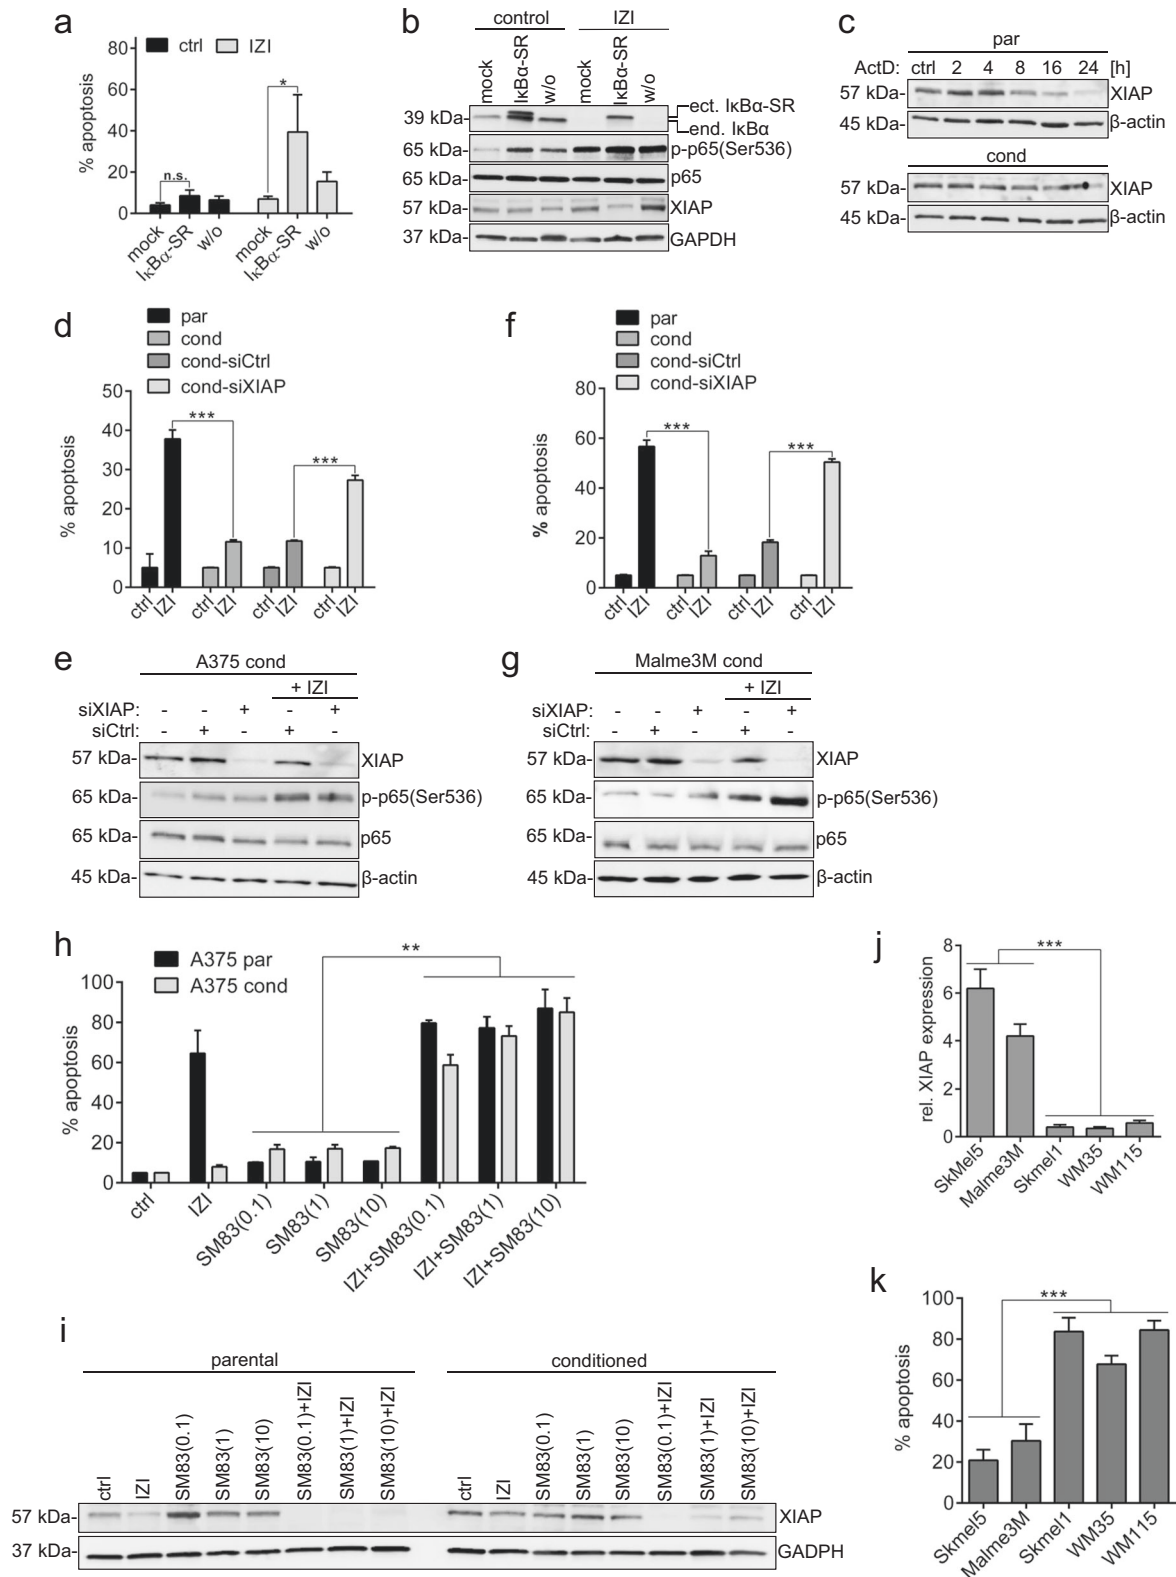 a
ctrl IZI
80
60
40
20
0
% apoptosis
n.s.
*
mock
IκBα-SR
w/o
mock
IκBα-SR
w/o
b
control IZI
mock
IκBα-SR
w/o
mock
IκBα-SR
w/o
39 kDa-
ect. IκBα-SR
end. IκBα
65 kDa- p-p65(Ser536)
65 kDa- p65
57 kDa- XIAP
37 kDa- GAPDH
c
par
ActD: ctrl 2 4 8 16 24 [h]
57 kDa- XIAP
45 kDa- β-actin
cond
57 kDa- XIAP
45 kDa- β-actin
d
par
cond
cond-siCtrl
cond-siXIAP
50
40
30
20
10
0
% apoptosis
***
***
ctrl IZI ctrl IZI ctrl IZI ctrl IZI
f
par
cond
cond-siCtrl
cond-siXIAP
80
60
40
20
0
% apoptosis
***
***
ctrl IZI ctrl IZI ctrl IZI ctrl IZI
e
A375 cond
+ IZI
siXIAP: - - + - +
siCtrl: - + - + -
57 kDa- XIAP
65 kDa- p-p65(Ser536)
65 kDa- p65
45 kDa- β-actin
g
Malme3M cond
+ IZI
siXIAP: - - + - +
siCtrl: - + - + -
57 kDa- XIAP
65 kDa- p-p65(Ser536)
65 kDa- p65
45 kDa- β-actin
h
A375 par
A375 cond
**
100
80
60
40
20
0
% apoptosis
ctrl
IZI
SM83(0.1)
SM83(1)
SM83(10)
IZI+SM83(0.1)
IZI+SM83(1)
IZI+SM83(10)
j
***
8
6
4
2
0
rel. XIAP expression
SkMel5
Malme3M
Skmel1
WM35
WM115
i
parental conditioned
ctrl
IZI
SM83(0.1)
SM83(1)
SM83(10)
SM83(0.1)+IZI
SM83(1)+IZI
SM83(10)+IZI
ctrl
IZI
SM83(0.1)
SM83(1)
SM83(10)
SM83(0.1)+IZI
SM83(1)+IZI
SM83(10)+IZI
57 kDa- XIAP
37 kDa- GADPH
k
***
100
80
60
40
20
0
% apoptosis
Skmel5
Malme3M
Skmel1
WM35
WM115